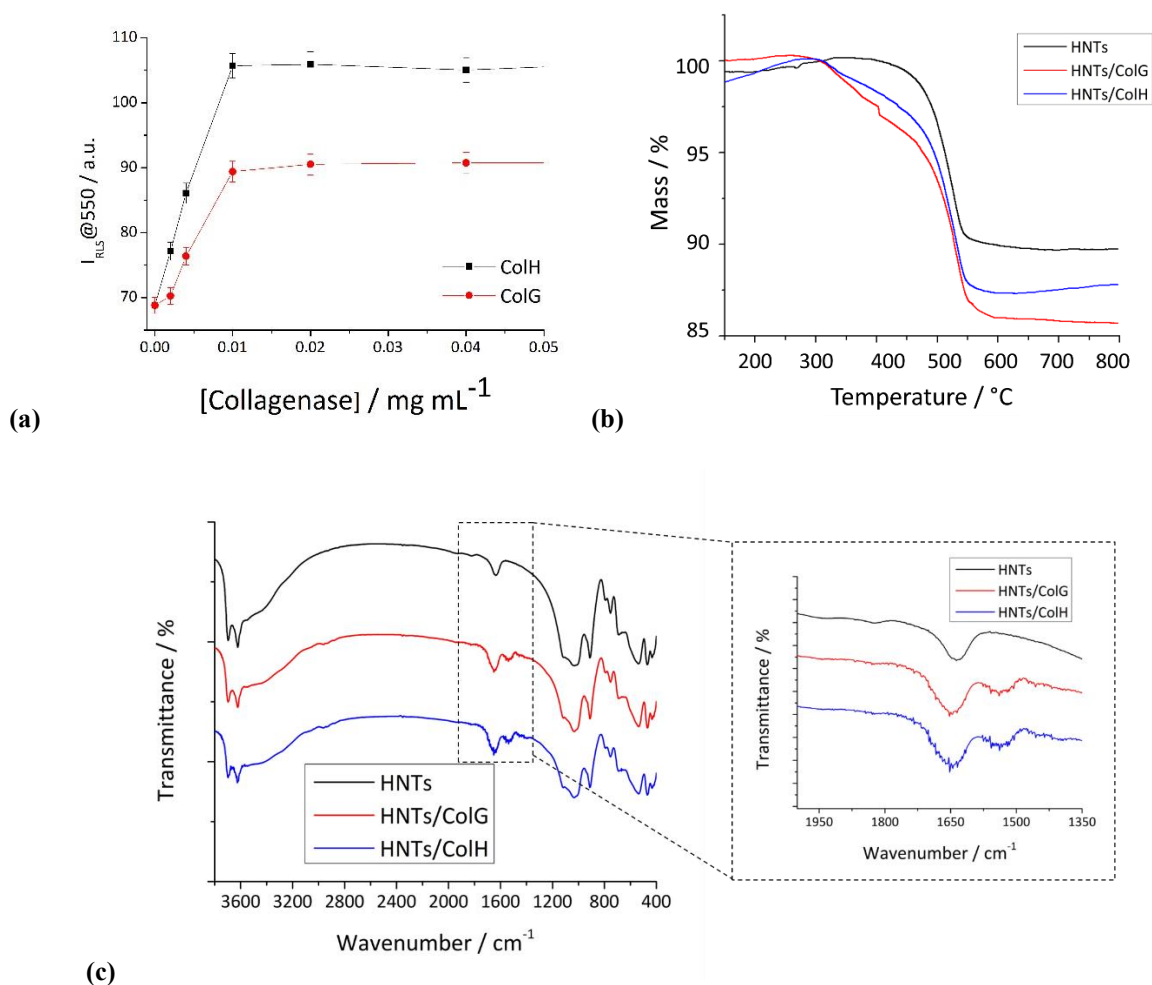 110
100
90
80
70
I_RLS@550 / a.u.
ColH
ColG
0.00 0.01 0.02 0.03 0.04 0.05
[Collagenase] / mg mL⁻¹
(a)
100
95
90
85
Mass / %
HNTs
HNTs/ColG
HNTs/ColH
200 300 400 500 600 700 800
Temperature / °C
(b)
Transmittance / %
HNTs
HNTs/ColG
HNTs/ColH
3600 3200 2800 2400 2000 1600 1200 800 400
Wavenumber / cm⁻¹
(c)
HNTs
HNTs/ColG
HNTs/ColH
Transmittance / %
1950 1800 1650 1500 1350
Wavenumber / cm⁻¹